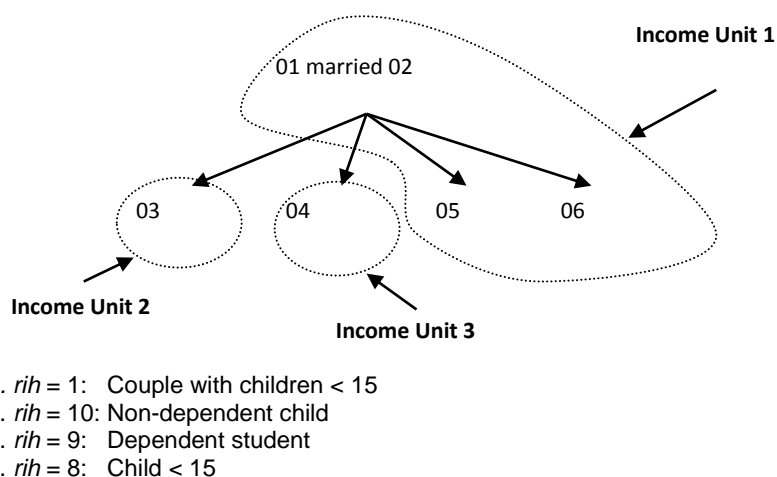 Income Unit 1
01 married 02
03 04 05 06
Income Unit 2
Income Unit 3
. rih = 1: Couple with children < 15
. rih = 10: Non-dependent child
. rih = 9: Dependent student
. rih = 8: Child < 15